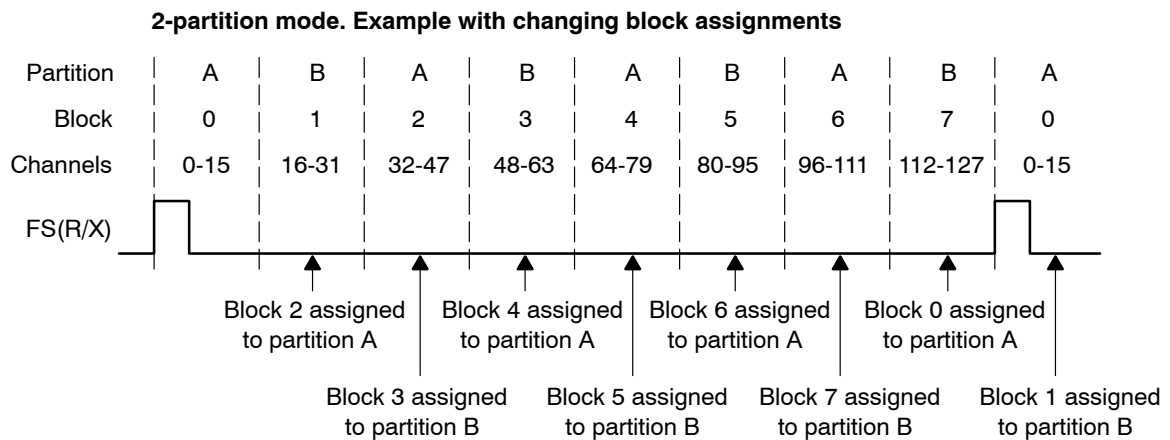 2-partition mode. Example with changing block assignments
Partition A B A B A B A B A
Block 0 1 2 3 4 5 6 7 0
Channels 0-15 16-31 32-47 48-63 64-79 80-95 96-111 112-127 0-15
FS(R/X)
Block 2 assigned Block 4 assigned Block 6 assigned Block 0 assigned
to partition A to partition A to partition A to partition A
Block 3 assigned Block 5 assigned Block 7 assigned Block 1 assigned
to partition B to partition B to partition B to partition B